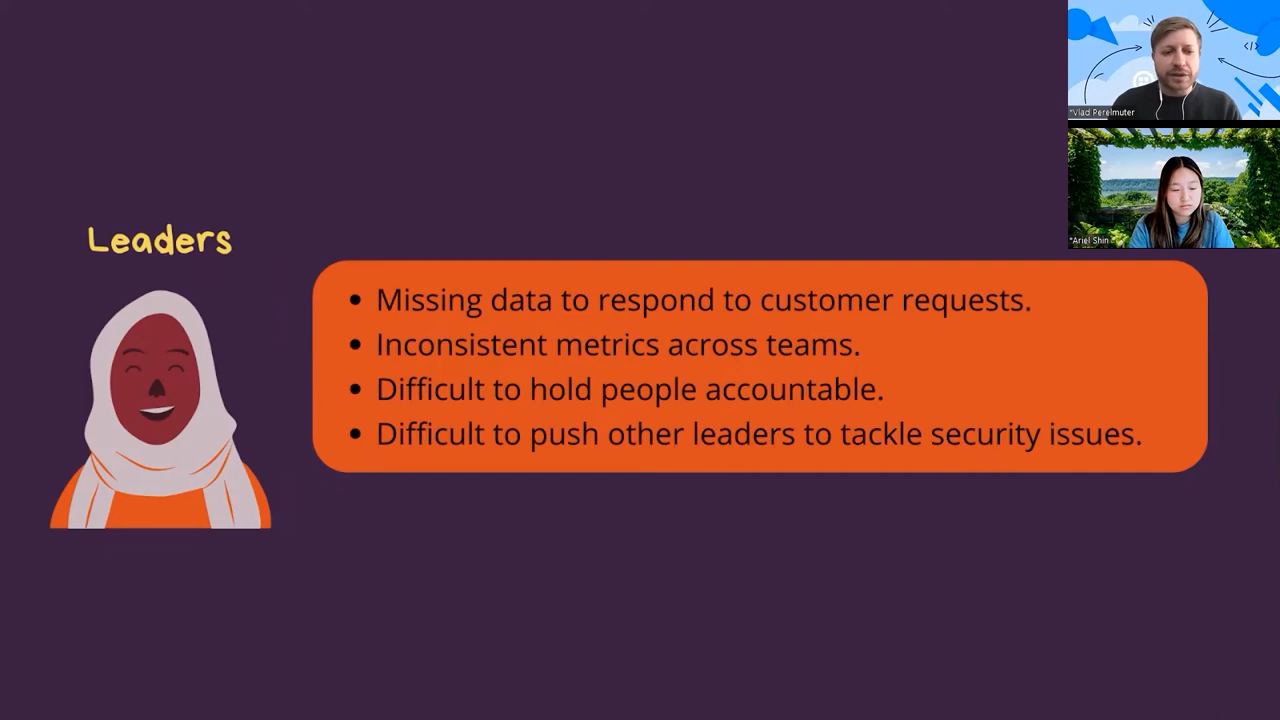 *Vlad Perelmuter
*Ariel Shin
Leaders
• Missing data to respond to customer requests.
• Inconsistent metrics across teams.
• Difficult to hold people accountable.
• Difficult to push other leaders to tackle security issues.